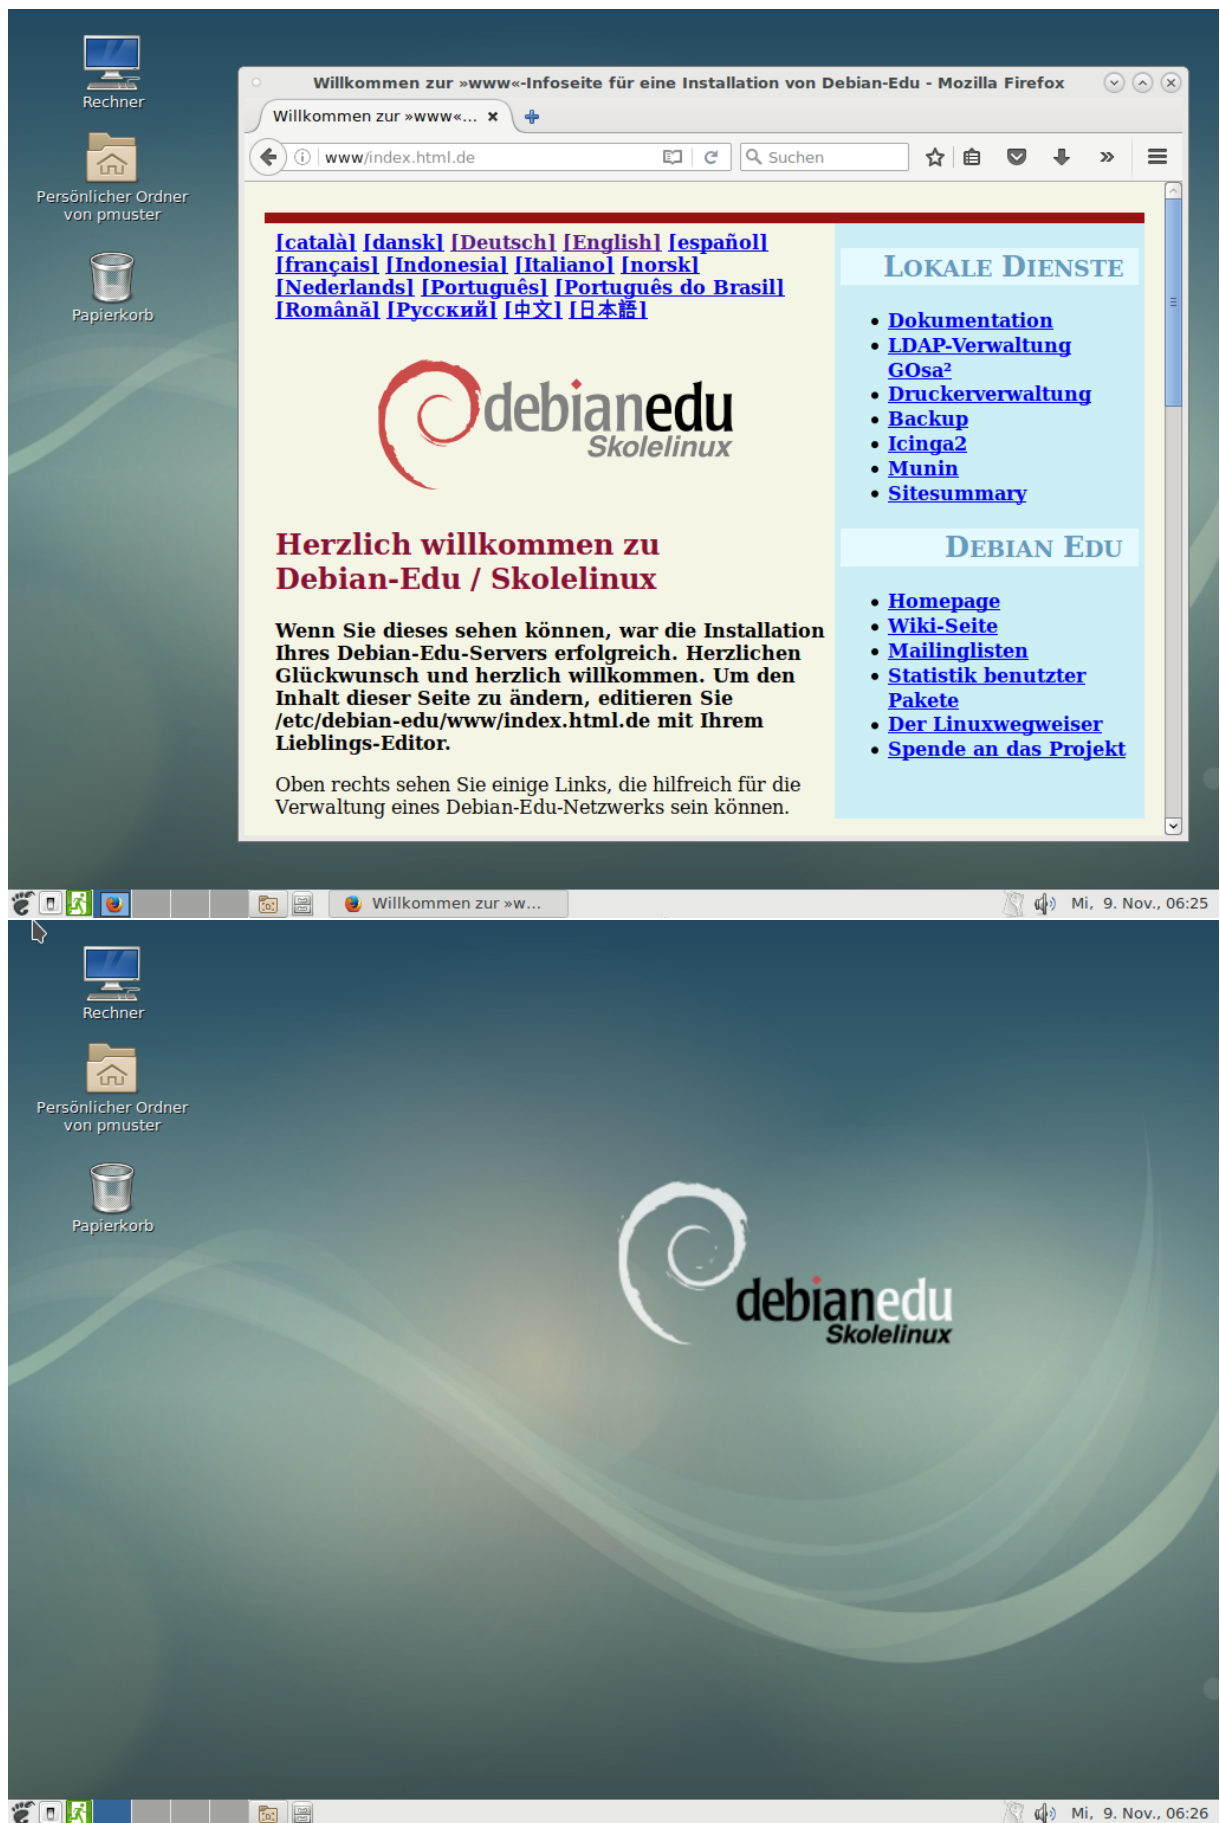 Rechner
Persönlicher Ordner
von pmuster
Papierkorb
Willkommen zur »www«-Infoseite für eine Installation von Debian-Edu - Mozilla Firefox
Willkommen zur »www«...
www/index.html.de
Suchen
[català] [dansk] [Deutsch] [English] [español]
[français] [Indonesia] [Italiano] [norsk]
[Nederlands] [Português] [Português do Brasil]
[Română] [Русский] [中文] [日本語]
debianedu
Skolelinux
Herzlich willkommen zu
Debian-Edu / Skolelinux
Wenn Sie dieses sehen können, war die Installation
Ihres Debian-Edu-Servers erfolgreich. Herzlichen
Glückwunsch und herzlich willkommen. Um den
Inhalt dieser Seite zu ändern, editieren Sie
/etc/debian-edu/www/index.html.de mit Ihrem
Lieblings-Editor.
Oben rechts sehen Sie einige Links, die hilfreich für die
Verwaltung eines Debian-Edu-Netzwerks sein können.
LOKALE DIENSTE
Dokumentation
LDAP-Verwaltung
GOsa²
Druckerverwaltung
Backup
Icinga2
Munin
Sitesummary
DEBIAN EDU
Homepage
Wiki-Seite
Mailinglisten
Statistik benutzter
Pakete
Der Linuxwegweiser
Spende an das Projekt
Willkommen zur »w...
Mi, 9. Nov., 06:25
Rechner
Persönlicher Ordner
von pmuster
Papierkorb
debianedu
Skolelinux
Mi, 9. Nov., 06:26